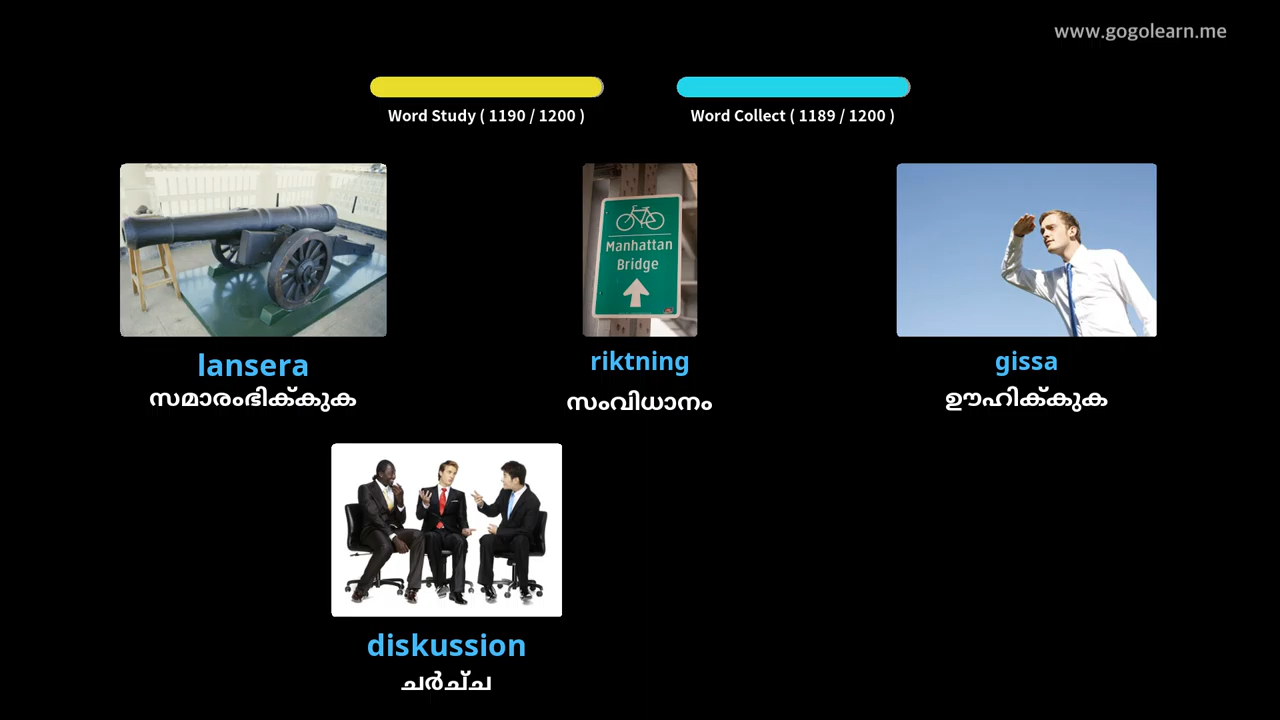 www.gogolearn.me
Word Study ( 1190 / 1200 )
Word Collect ( 1189 / 1200 )
Manhattan
Bridge
lansera
riktning
gissa
സമാരംഭിക്കുക
സംവിധാനം
ഊഹിക്കുക
diskussion
ചർച്ച